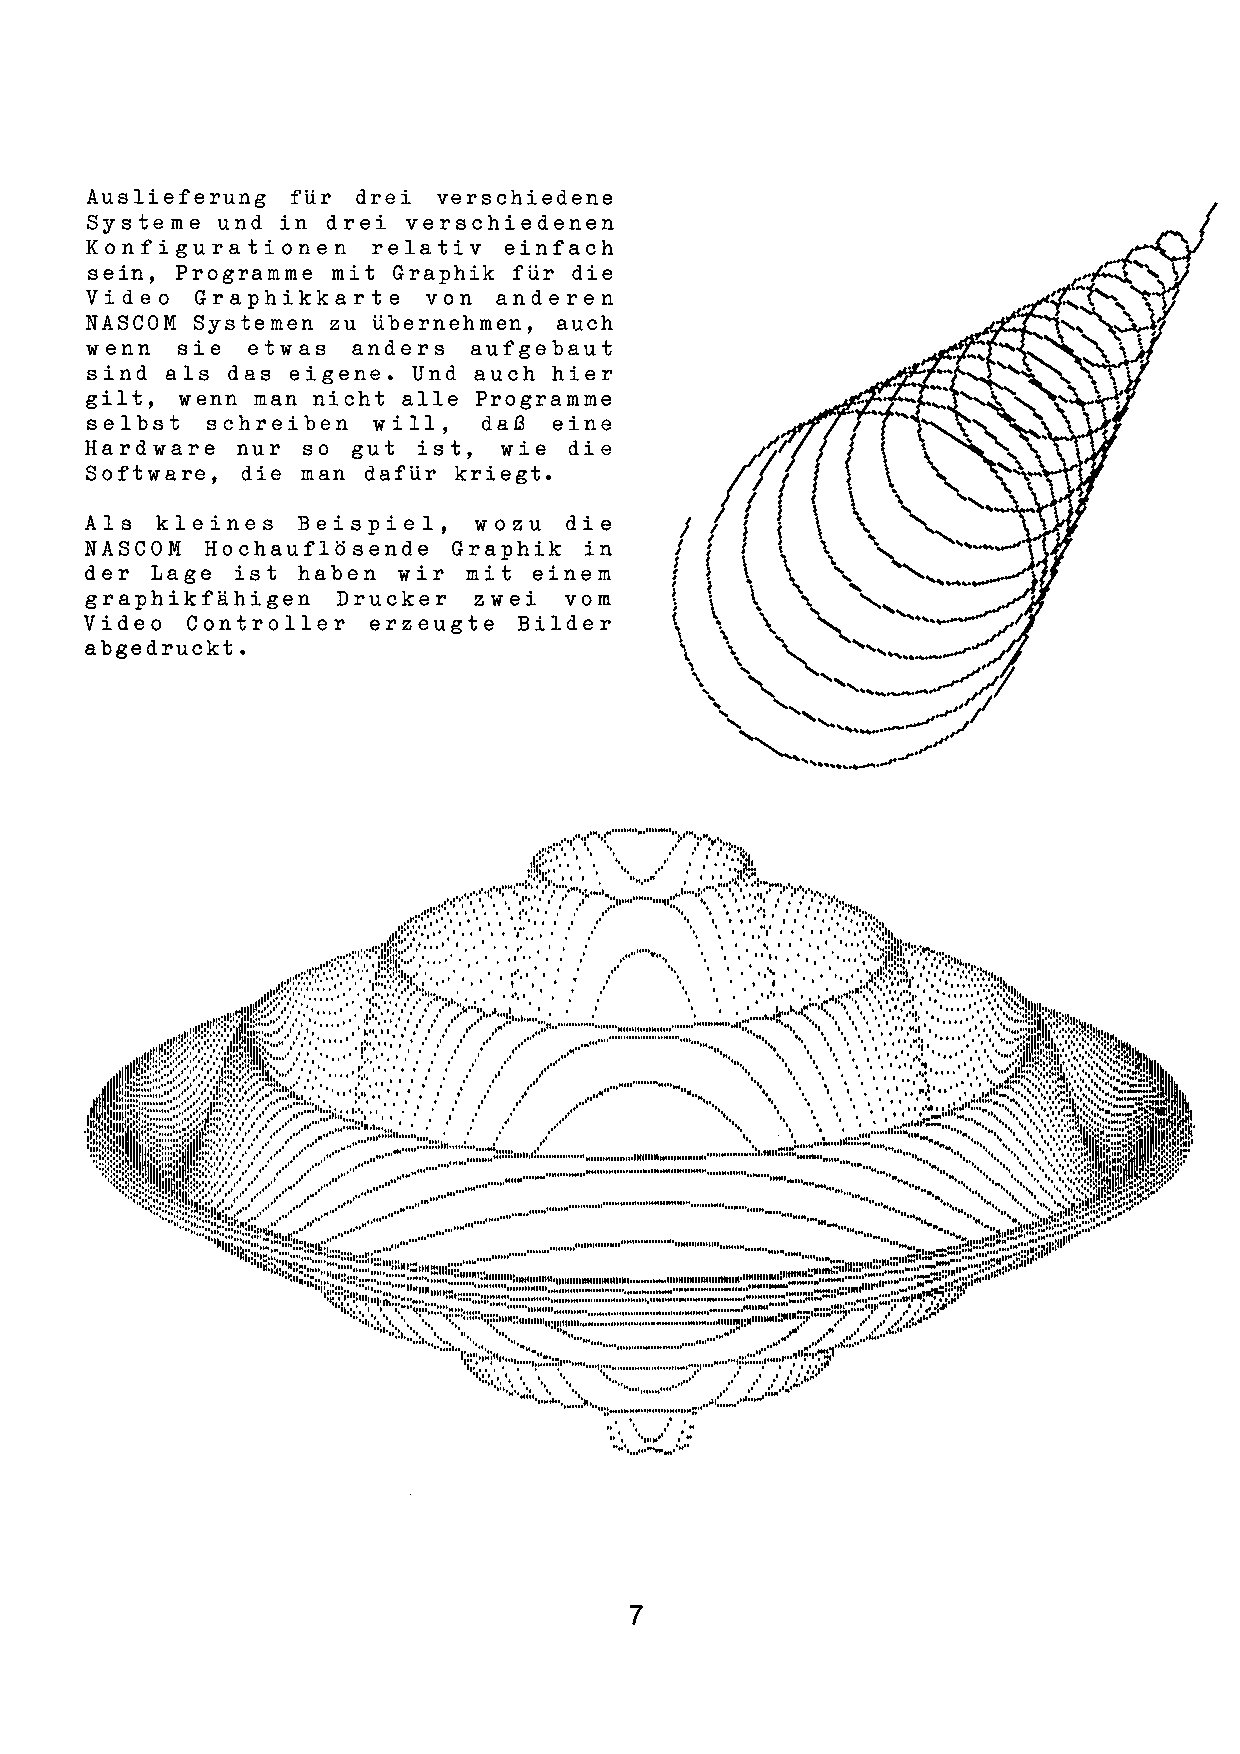 Auslieferung für drei verschiedene
Systeme und in drei verschiedenen
Konfigurationen relativ einfach
sein, Programme mit Graphik für die
Video Graphikkarte von anderen
NASCOM Systemen zu übernehmen, auch
wenn sie etwas anders aufgebaut
sind als das eigene. Und auch hier
gilt, wenn man nicht alle Programme
selbst schreiben will, daß eine
Hardware nur so gut ist, wie die
Software, die man dafür kriegt.
Als kleines Beispiel, wozu die
NASCOM Hochauflösende Graphik in
der Lage ist haben wir mit einem
graphikfähigen Drucker zwei vom
Video Controller erzeugte Bilder
abgedruckt.
7